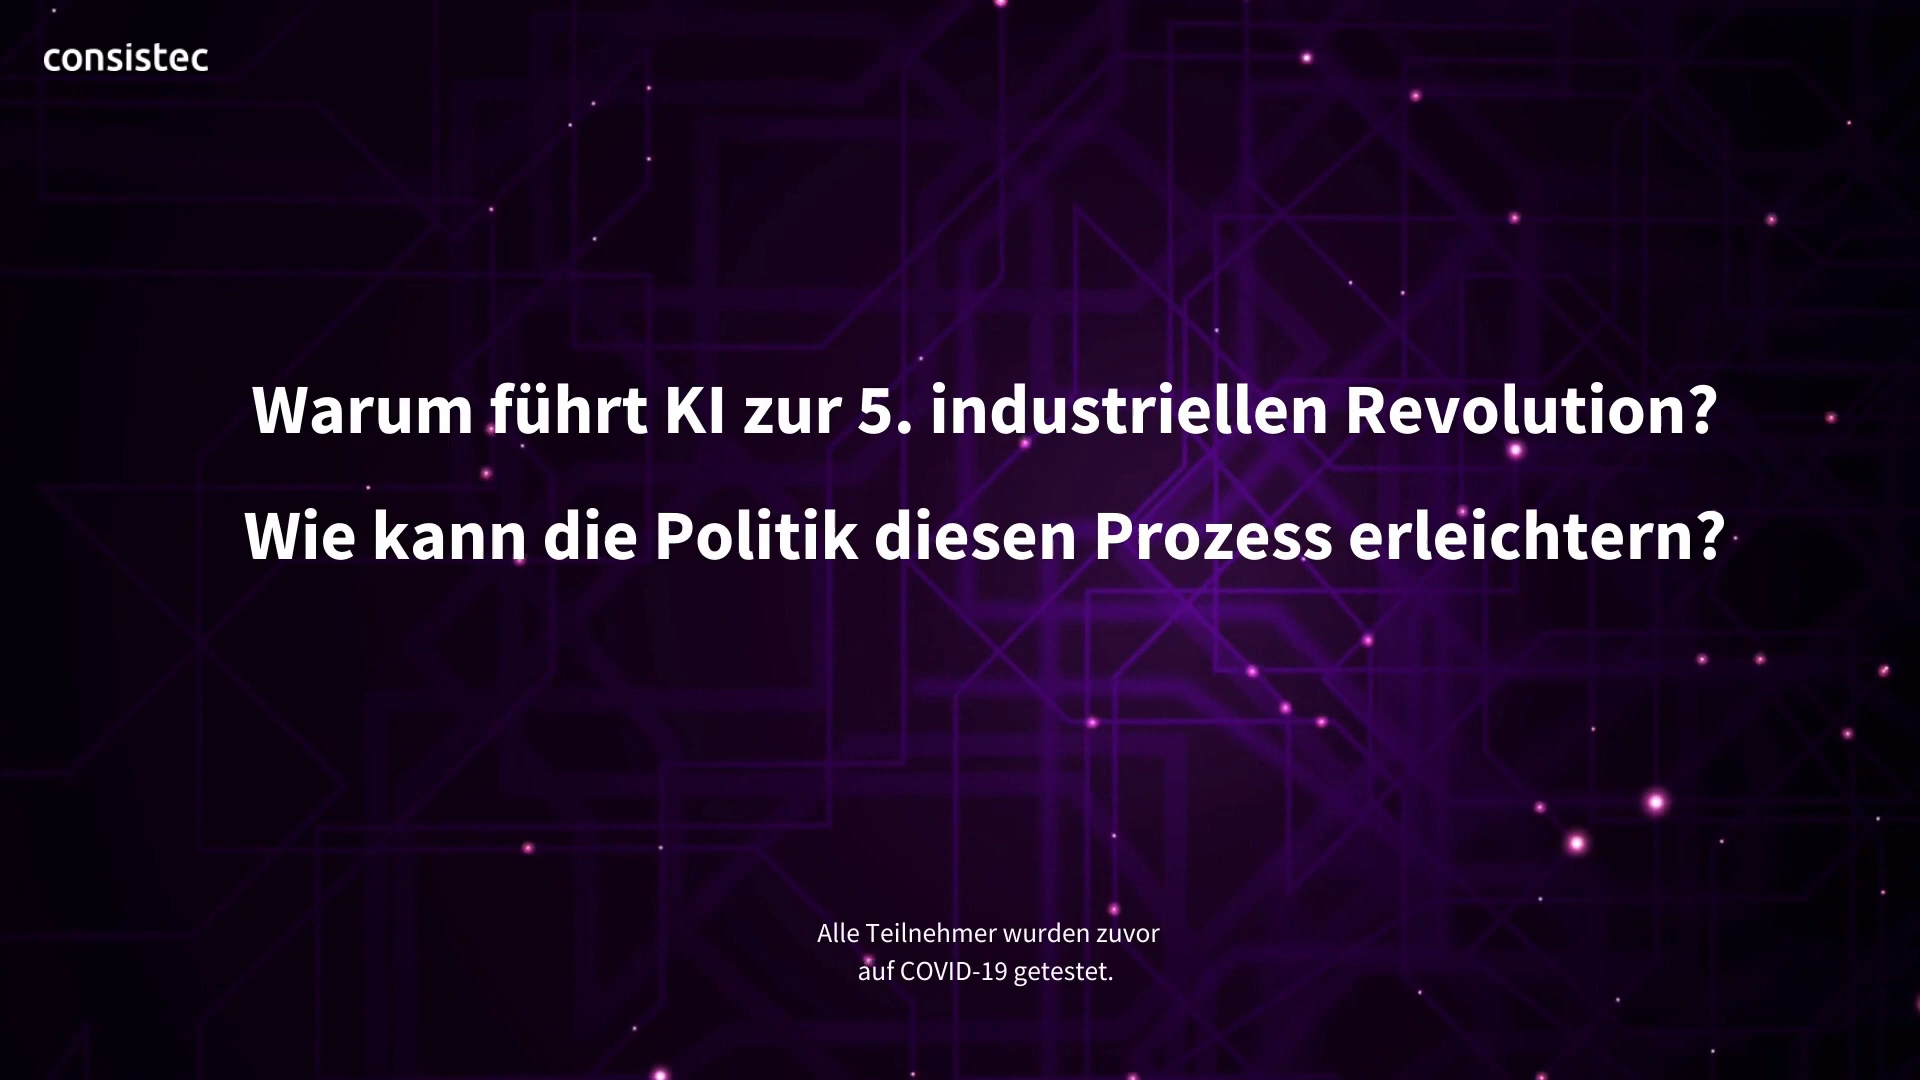 consistec
Warum führt KI zur 5. industriellen Revolution?
Wie kann die Politik diesen Prozess erleichtern?
Alle Teilnehmer wurden zuvor
auf COVID-19 getestet.